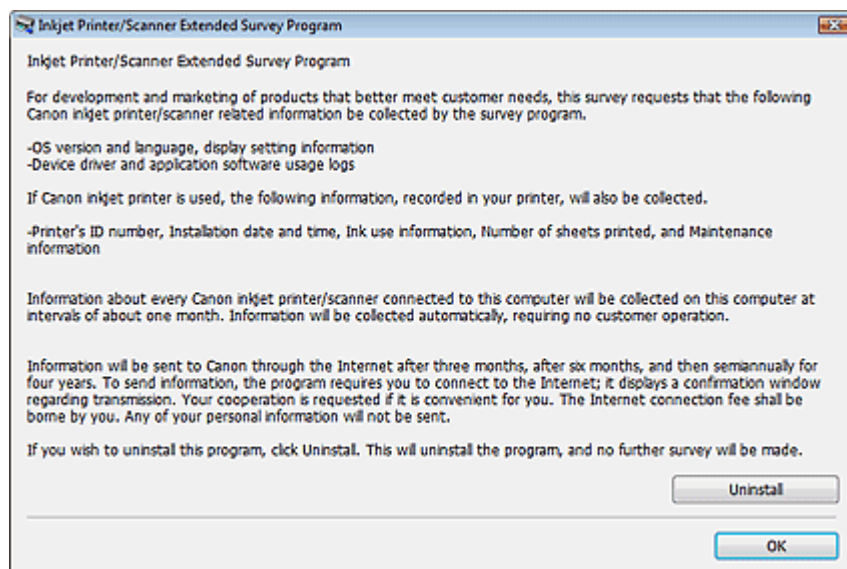 Inkjet Printer/Scanner Extended Survey Program
Inkjet Printer/Scanner Extended Survey Program
For development and marketing of products that better meet customer needs, this survey requests that the following
Canon inkjet printer/scanner related information be collected by the survey program.
-OS version and language, display setting information
-Device driver and application software usage logs
If Canon inkjet printer is used, the following information, recorded in your printer, will also be collected.
-Printer's ID number, Installation date and time, Ink use information, Number of sheets printed, and Maintenance
information
Information about every Canon inkjet printer/scanner connected to this computer will be collected on this computer at
intervals of about one month. Information will be collected automatically, requiring no customer operation.
Information will be sent to Canon through the Internet after three months, after six months, and then semiannually for
four years. To send information, the program requires you to connect to the Internet; it displays a confirmation window
regarding transmission. Your cooperation is requested if it is convenient for you. The Internet connection fee shall be
borne by you. Any of your personal information will not be sent.
If you wish to uninstall this program, click Uninstall. This will uninstall the program, and no further survey will be made.
Uninstall
OK